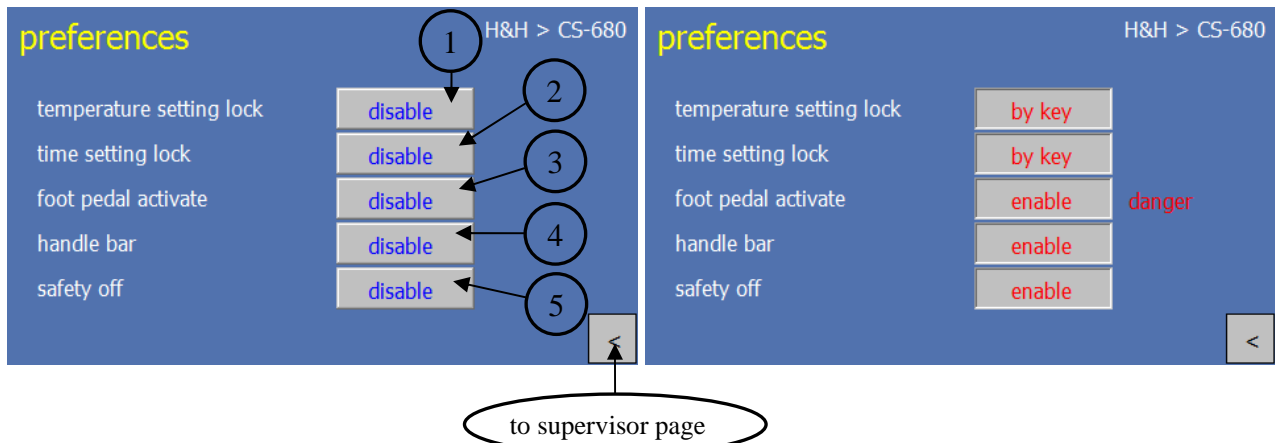 preferences
H&H > CS-680
1
temperature setting lock
disable
2
time setting lock
disable
3
foot pedal activate
disable
4
handle bar
disable
5
safety off
disable
<
to supervisor page
preferences
H&H > CS-680
temperature setting lock
by key
time setting lock
by key
foot pedal activate
enable
danger
handle bar
enable
safety off
enable
<